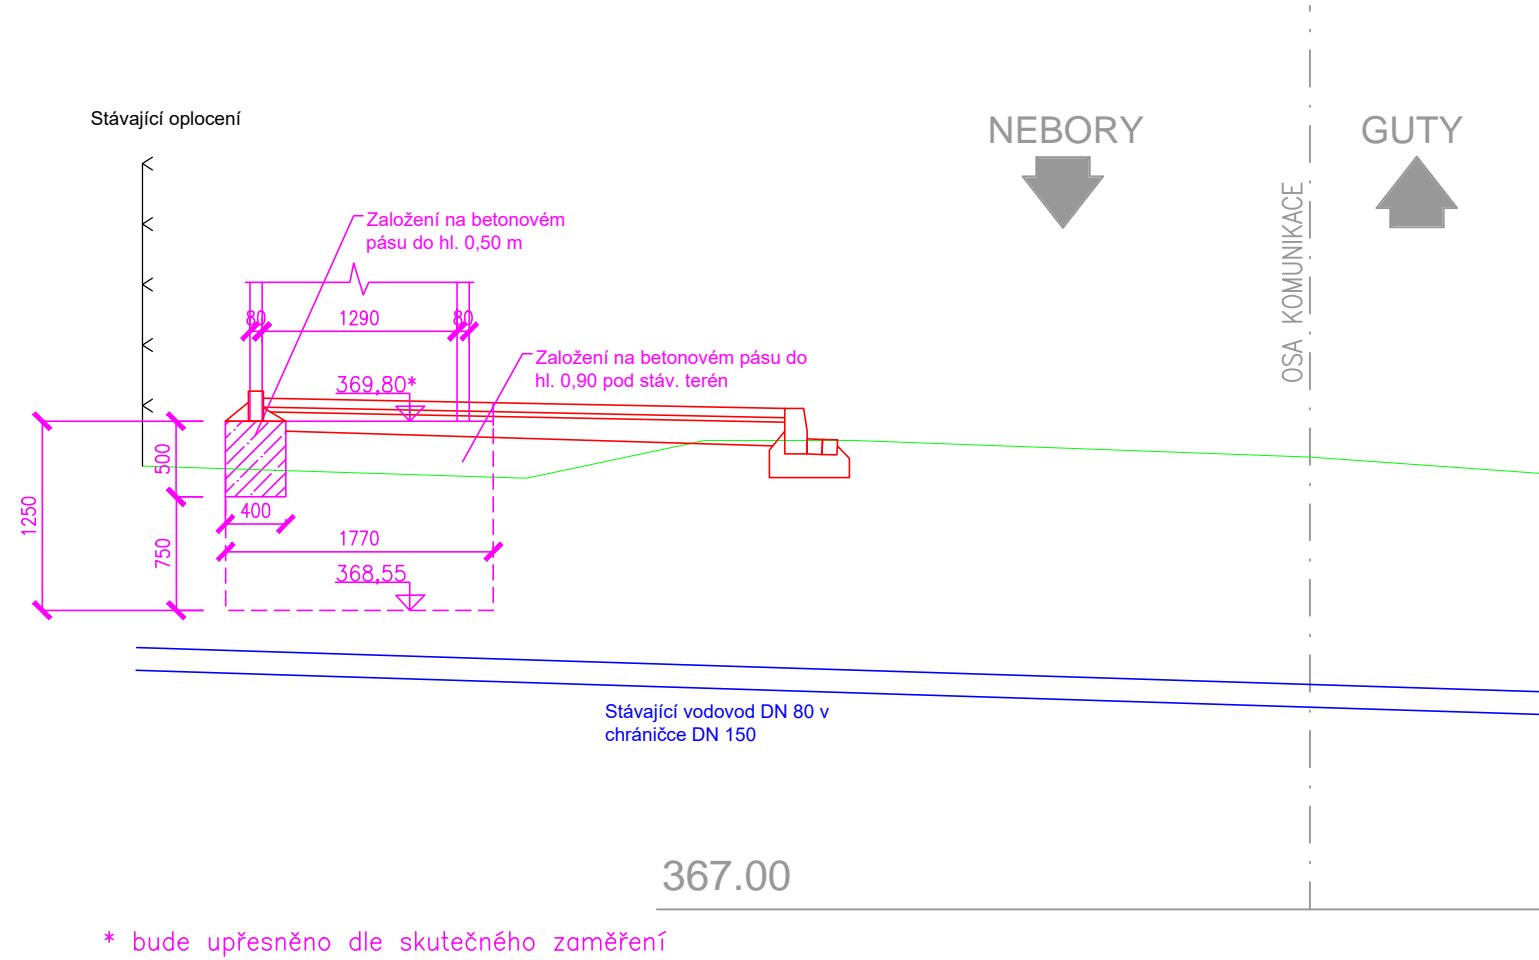 Stávající oplocení
NEBORY
GUTY
OSA KOMUNIKACE
Založení na betonovém
pásu do hl. 0,50 m
80
1290
80
Založení na betonovém pásu do
hl. 0,90 pod stáv. terén
369,80*
500
1250
400
750
1770
368,55
Stávající vodovod DN 80 v
chráničce DN 150
367.00
* bude upřesněno dle skutečného zaměření